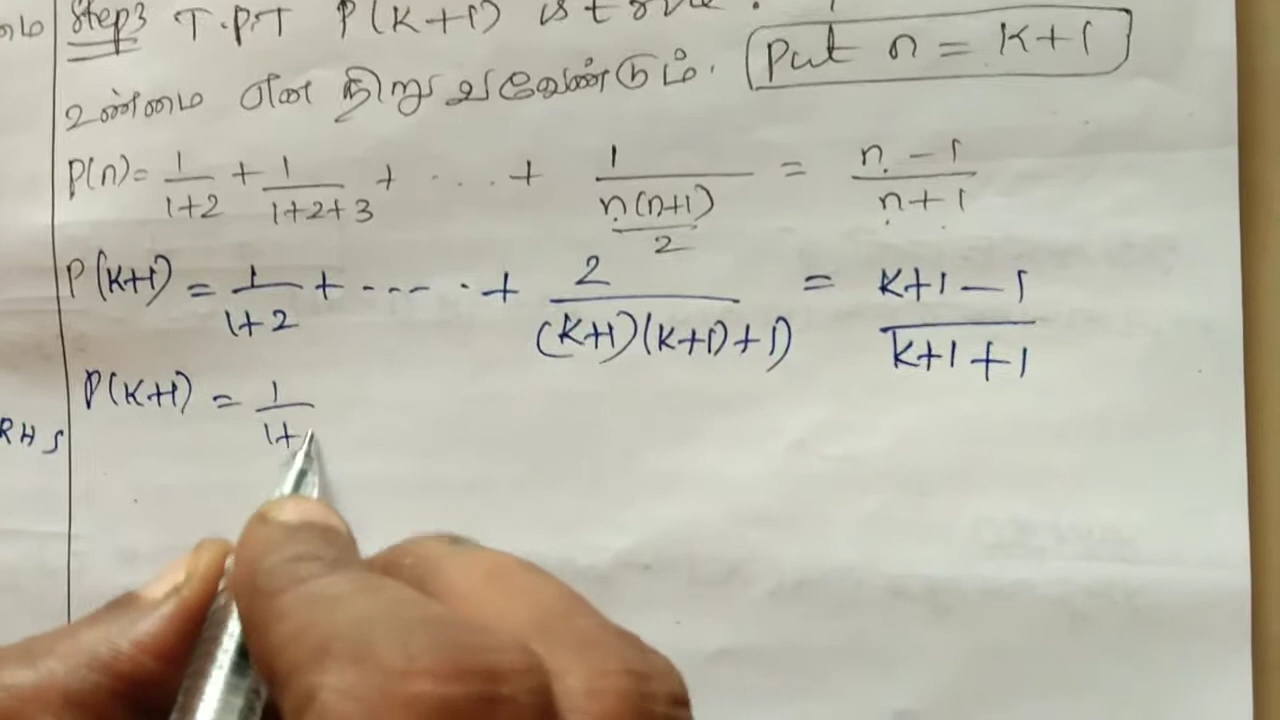 மை Step3 T.P.T P(K+1) is true.
உண்மை என நிறுவவேண்டும். Put n = K+1
P(n) = 1/(1+2) + 1/(1+2+3) + .... + 1/(n(n+1)/2) = (n-1)/(n+1)
P(K+1) = 1/(1+2) + ---- . + 2/((K+1)(K+1)+1) = (K+1-1)/(K+1+1)
P(K+1) = 1/(1+
RHS